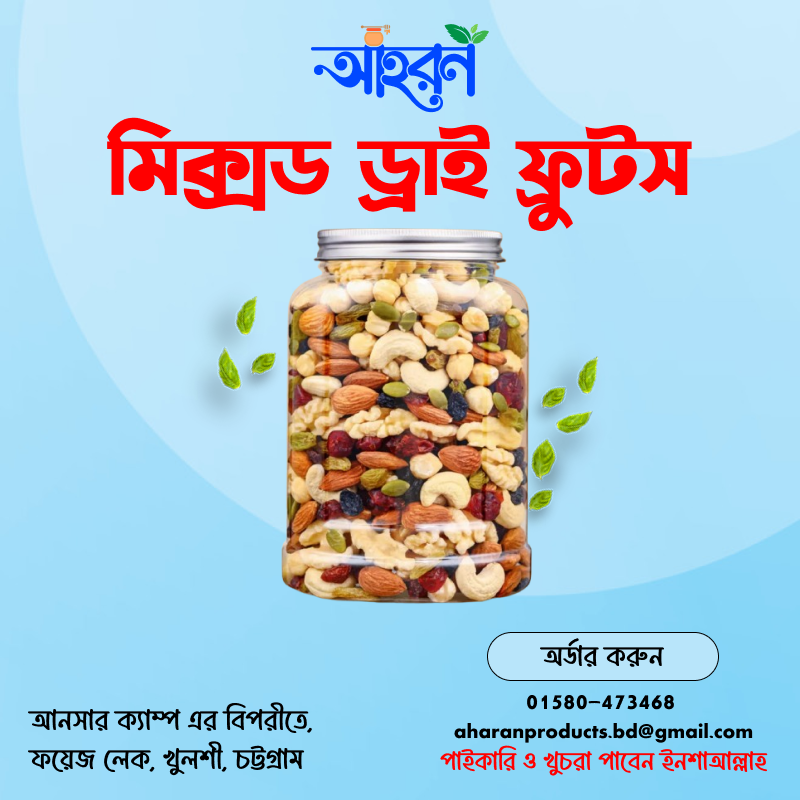 আহরন
মিক্সড ড্রাই ফ্রুটস
অর্ডার করুন
01580-473468
aharanproducts.bd@gmail.com
পাইকারি ও খুচরা পাবেন ইনশাআল্লাহ
আনসার ক্যাম্প এর বিপরীতে,
ফয়েজ লেক, খুলশী, চট্টগ্রাম